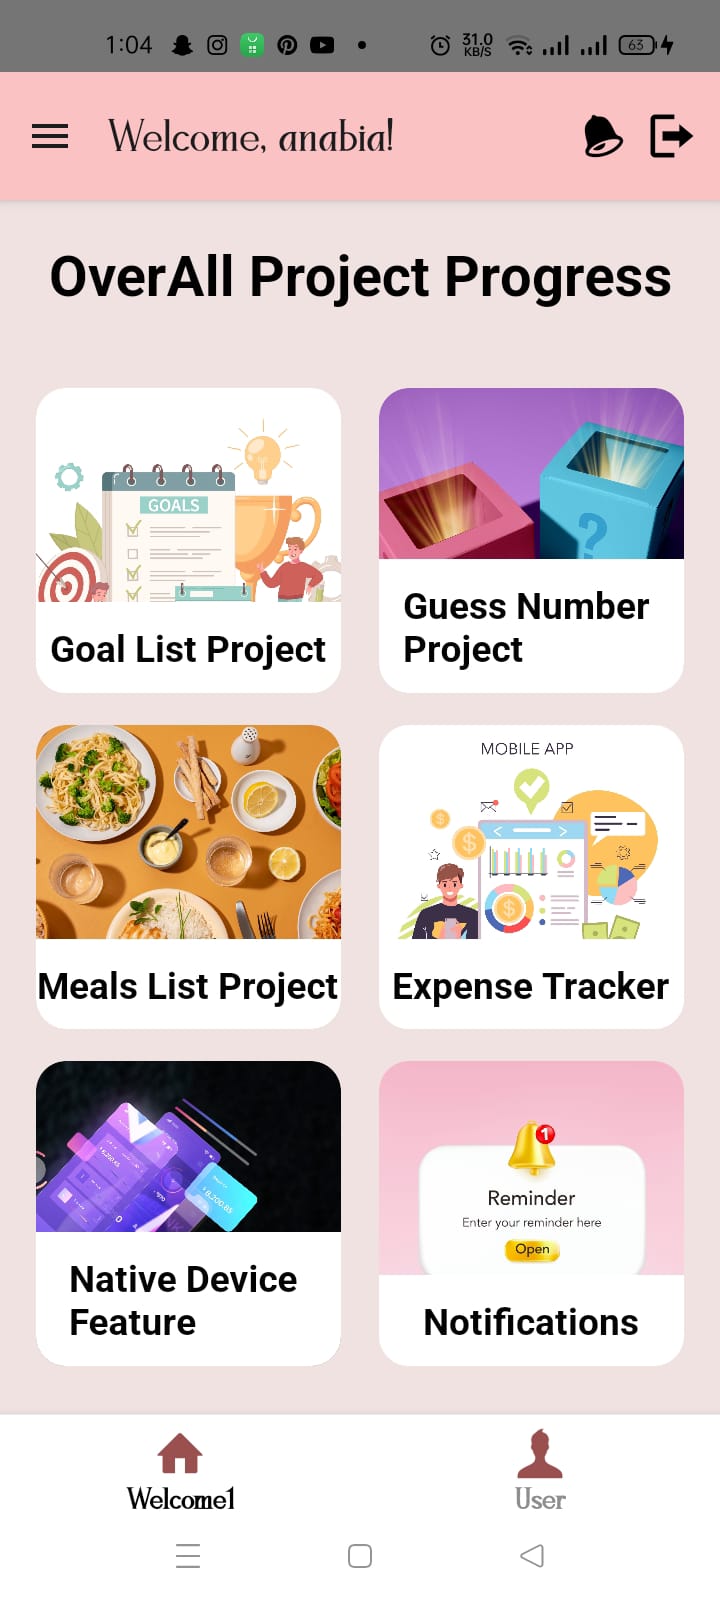 1:04
31.0
KB/S
63
Welcome, anabia!
OverAll Project Progress
GOALS
Goal List Project
?
Guess Number
Project
Meals List Project
MOBILE APP
Expense Tracker
Native Device
Feature
1
Reminder
Enter your reminder here
Open
Notifications
Welcome1
User